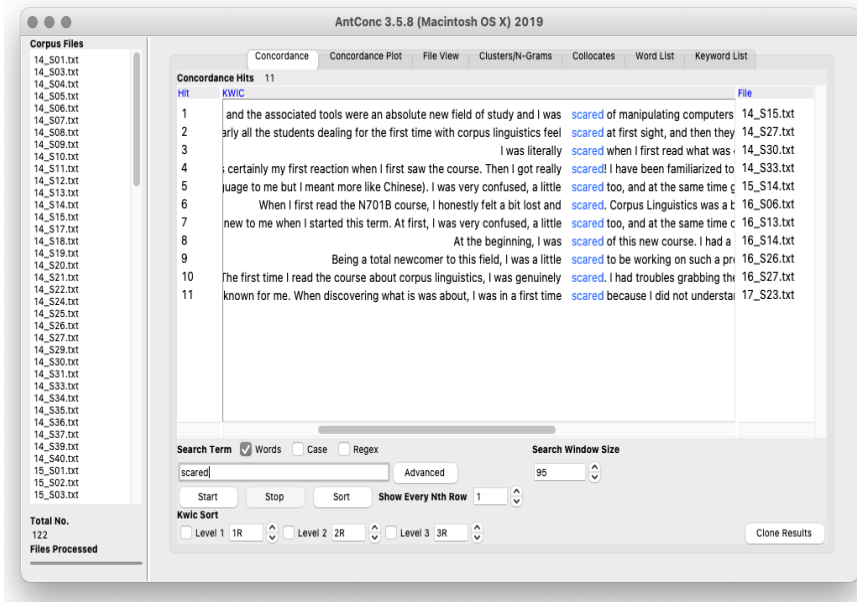 AntConc 3.5.8 (Macintosh OS X) 2019
Corpus Files
14_S01.txt
14_S03.txt
14_S04.txt
14_S05.txt
14_S06.txt
14_S07.txt
14_S08.txt
14_S09.txt
14_S10.txt
14_S11.txt
14_S12.txt
14_S13.txt
14_S14.txt
14_S15.txt
14_S17.txt
14_S18.txt
14_S19.txt
14_S20.txt
14_S21.txt
14_S22.txt
14_S24.txt
14_S25.txt
14_S26.txt
14_S27.txt
14_S29.txt
14_S30.txt
14_S31.txt
14_S33.txt
14_S34.txt
14_S35.txt
14_S36.txt
14_S37.txt
14_S39.txt
14_S40.txt
15_S01.txt
15_S02.txt
15_S03.txt
Total No.
122
Files Processed
Concordance Concordance Plot File View Clusters/N-Grams Collocates Word List Keyword List
Concordance Hits 11
Hit KWIC File
1 and the associated tools were an absolute new field of study and I was scared of manipulating computers 14_S15.txt
2 arly all the students dealing for the first time with corpus linguistics feel scared at first sight, and then they 14_S27.txt
3 I was literally scared when I first read what was 14_S30.txt
4 s certainly my first reaction when I first saw the course. Then I got really scared! I have been familiarized to 14_S33.txt
5 guage to me but I meant more like Chinese). I was very confused, a little scared too, and at the same time g 15_S14.txt
6 When I first read the N701B course, I honestly felt a bit lost and scared. Corpus Linguistics was a b 16_S06.txt
7 new to me when I started this term. At first, I was very confused, a little scared too, and at the same time c 16_S13.txt
8 At the beginning, I was scared of this new course. I had a 16_S14.txt
9 Being a total newcomer to this field, I was a little scared to be working on such a pro 16_S26.txt
10 The first time I read the course about corpus linguistics, I was genuinely scared. I had troubles grabbing the 16_S27.txt
11 known for me. When discovering what is was about, I was in a first time scared because I did not understa 17_S23.txt
Search Term Words Case Regex Search Window Size
scared Advanced 95
Start Stop Sort Show Every Nth Row 1
Kwic Sort
Level 1 1R Level 2 2R Level 3 3R Clone Results